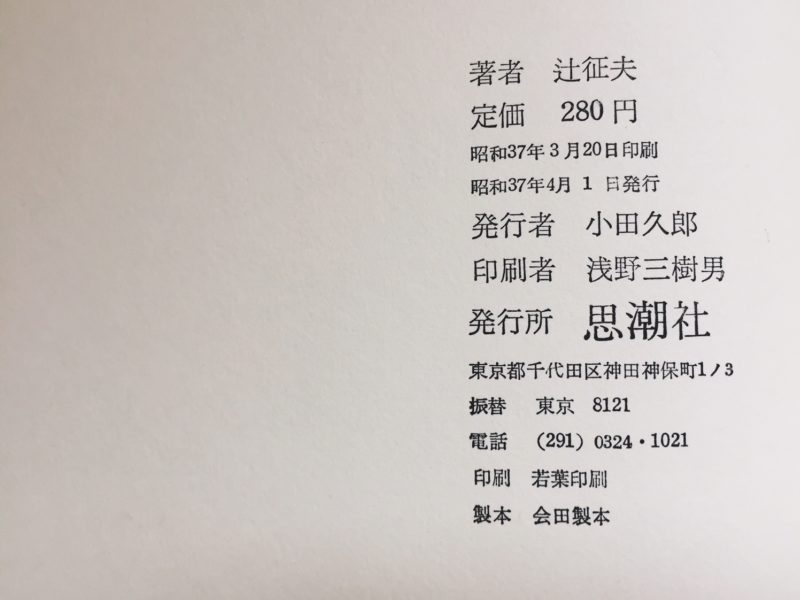 著者 辻征夫
定価 280円
昭和37年3月20日印刷
昭和37年4月1日発行
発行者 小田久郎
印刷者 浅野三樹男
発行所 思潮社
東京都千代田区神田神保町1ノ3
振替 東京 8121
電話 (291) 0324・1021
印刷 若葉印刷
製本 会田製本